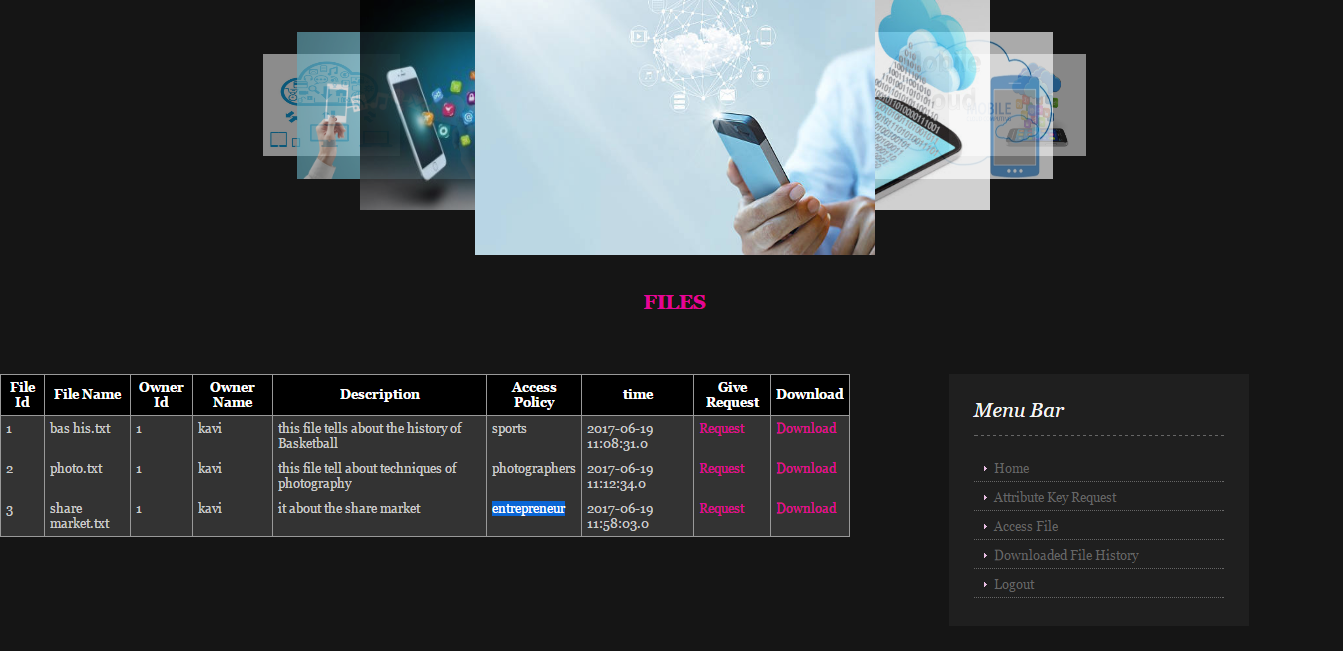 MOBILE
FILES
File Id File Name Owner Id Owner Name Description Access Policy time Give Request Download
1 bas his.txt 1 kavi this file tells about the history of Basketball sports 2017-06-19 11:08:31.0 Request Download
2 photo.txt 1 kavi this file tell about techniques of photography photographers 2017-06-19 11:12:34.0 Request Download
3 share market.txt 1 kavi it about the share market entrepreneur 2017-06-19 11:58:03.0 Request Download
Menu Bar
Home
Attribute Key Request
Access File
Downloaded File History
Logout